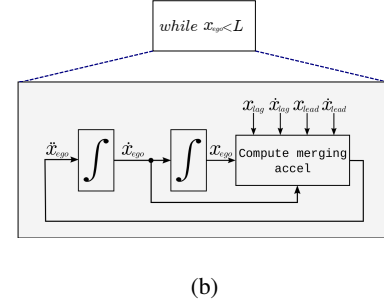 while x_ego<L
x_lag ẋ_lag x_lead ẋ_lead
ẍ_ego ∫ ẋ_ego ∫ x_ego Compute merging
accel
(b)